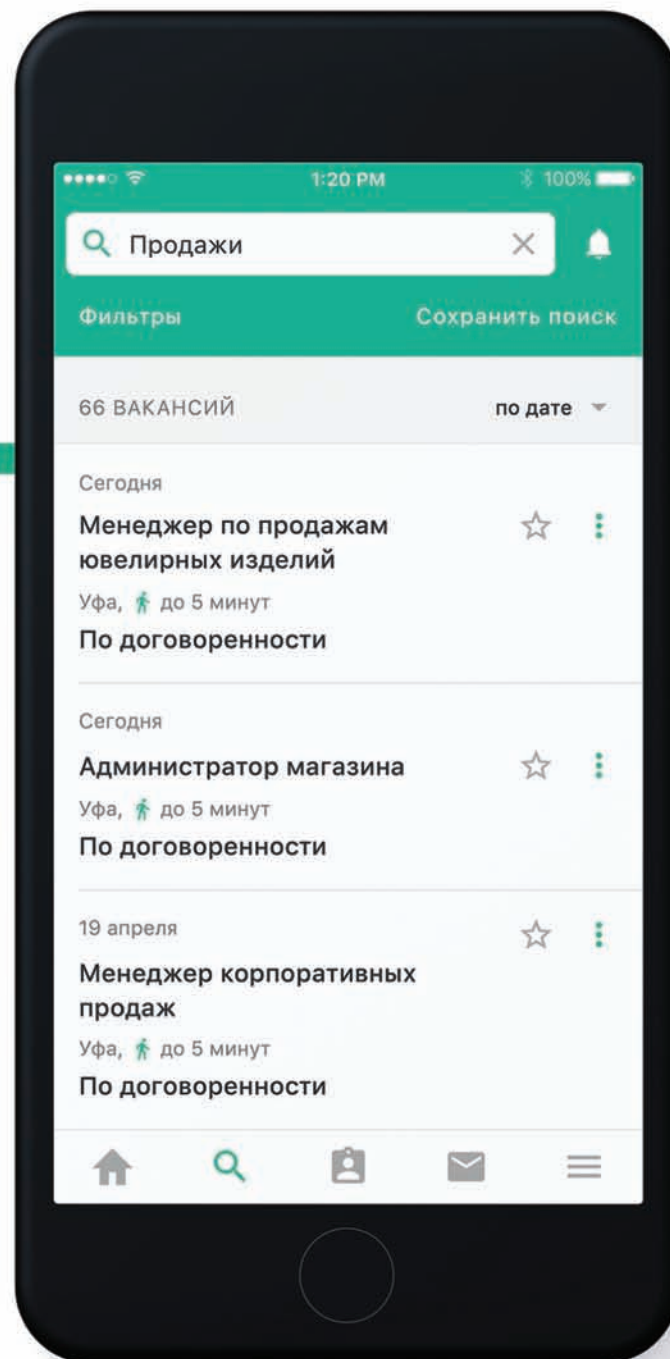 1:20 PM 100%
Продажи
Фильтры Сохранить поиск
66 ВАКАНСИЙ по дате
Сегодня
Менеджер по продажам
ювелирных изделий
Уфа, до 5 минут
По договоренности
Сегодня
Администратор магазина
Уфа, до 5 минут
По договоренности
19 апреля
Менеджер корпоративных
продаж
Уфа, до 5 минут
По договоренности